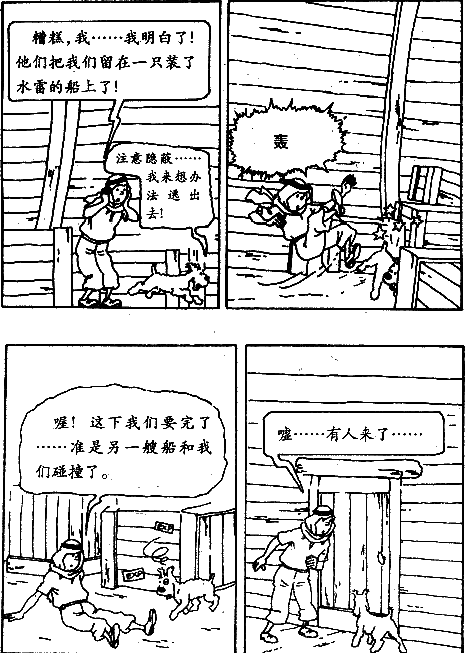 糟糕，我……我明白了！
他们把我们留在一只装了
水雷的船上了！
注意隐蔽……
我来想办
法逃出
去！
轰
喔！这下我们要完了
……准是另一艘船和我
们碰撞了。
嘘……有人来了……